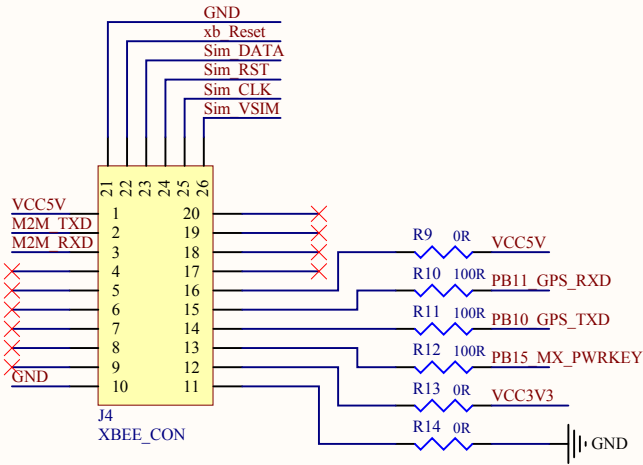 GND
xb_Reset
Sim_DATA
Sim_RST
Sim_CLK
Sim_VSIM
21 22 23 24 25 26
VCC5V 1 20
M2M_TXD 2 19
M2M_RXD 3 18
4 17
5 16
6 15
7 14
8 13
9 12
GND 10 11
R9 0R VCC5V
R10 100R PB11_GPS_RXD
R11 100R PB10_GPS_TXD
R12 100R PB15_MX_PWRKEY
R13 0R VCC3V3
R14 0R GND
J4
XBEE_CON